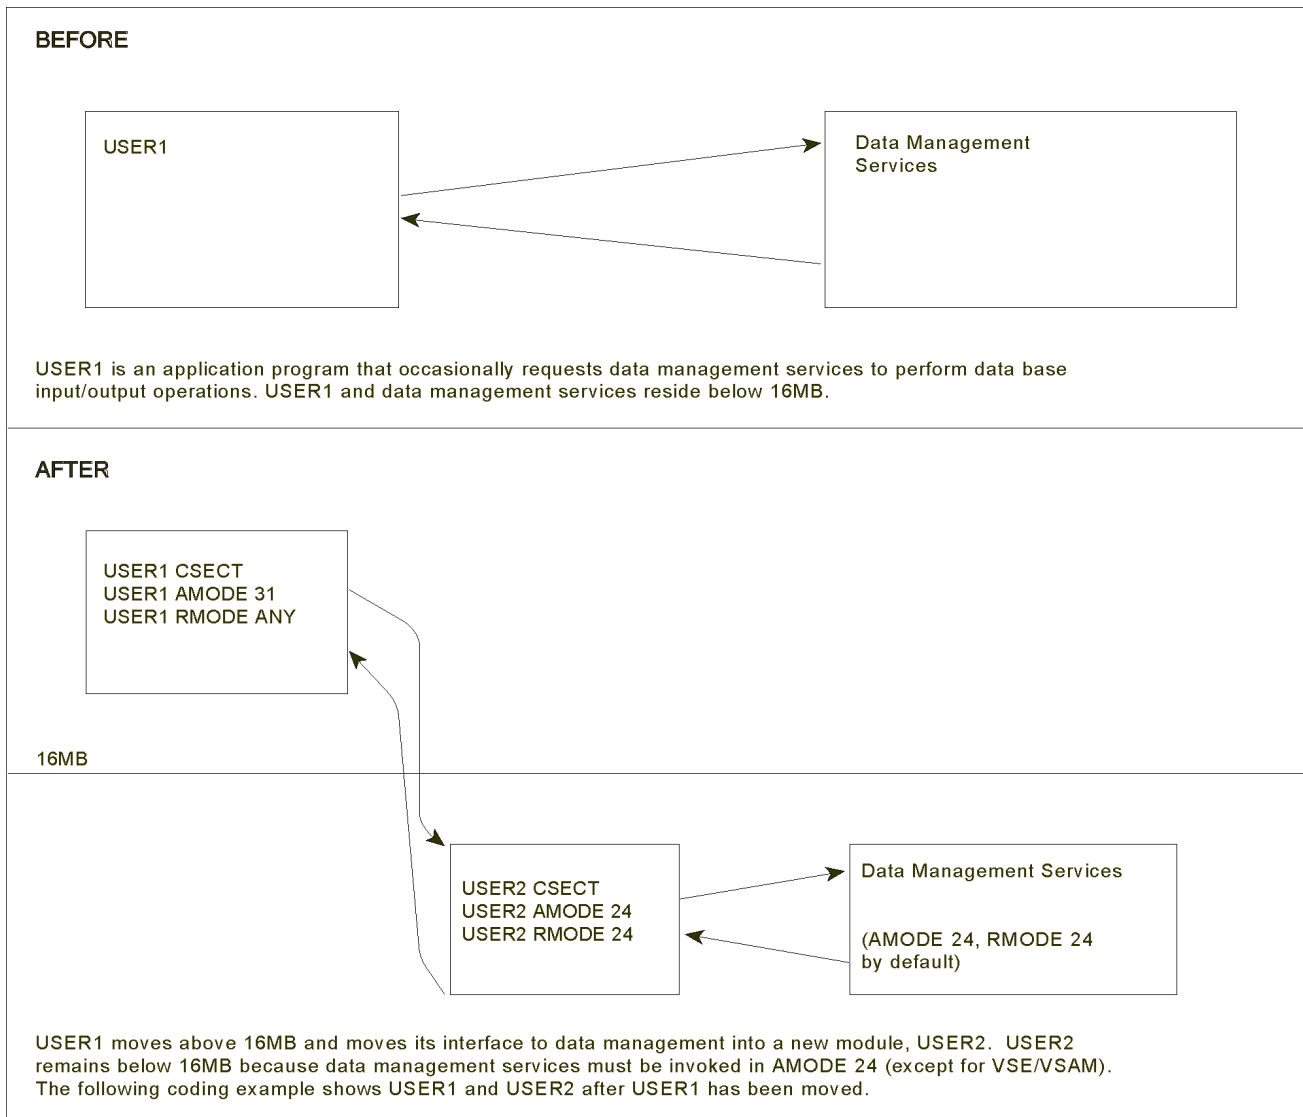 BEFORE
USER1
Data Management
Services
USER1 is an application program that occasionally requests data management services to perform data base
input/output operations. USER1 and data management services reside below 16MB.
AFTER
USER1 CSECT
USER1 AMODE 31
USER1 RMODE ANY
16MB
USER2 CSECT
USER2 AMODE 24
USER2 RMODE 24
Data Management Services
(AMODE 24, RMODE 24
by default)
USER1 moves above 16MB and moves its interface to data management into a new module, USER2. USER2
remains below 16MB because data management services must be invoked in AMODE 24 (except for VSE/VSAM).
The following coding example shows USER1 and USER2 after USER1 has been moved.